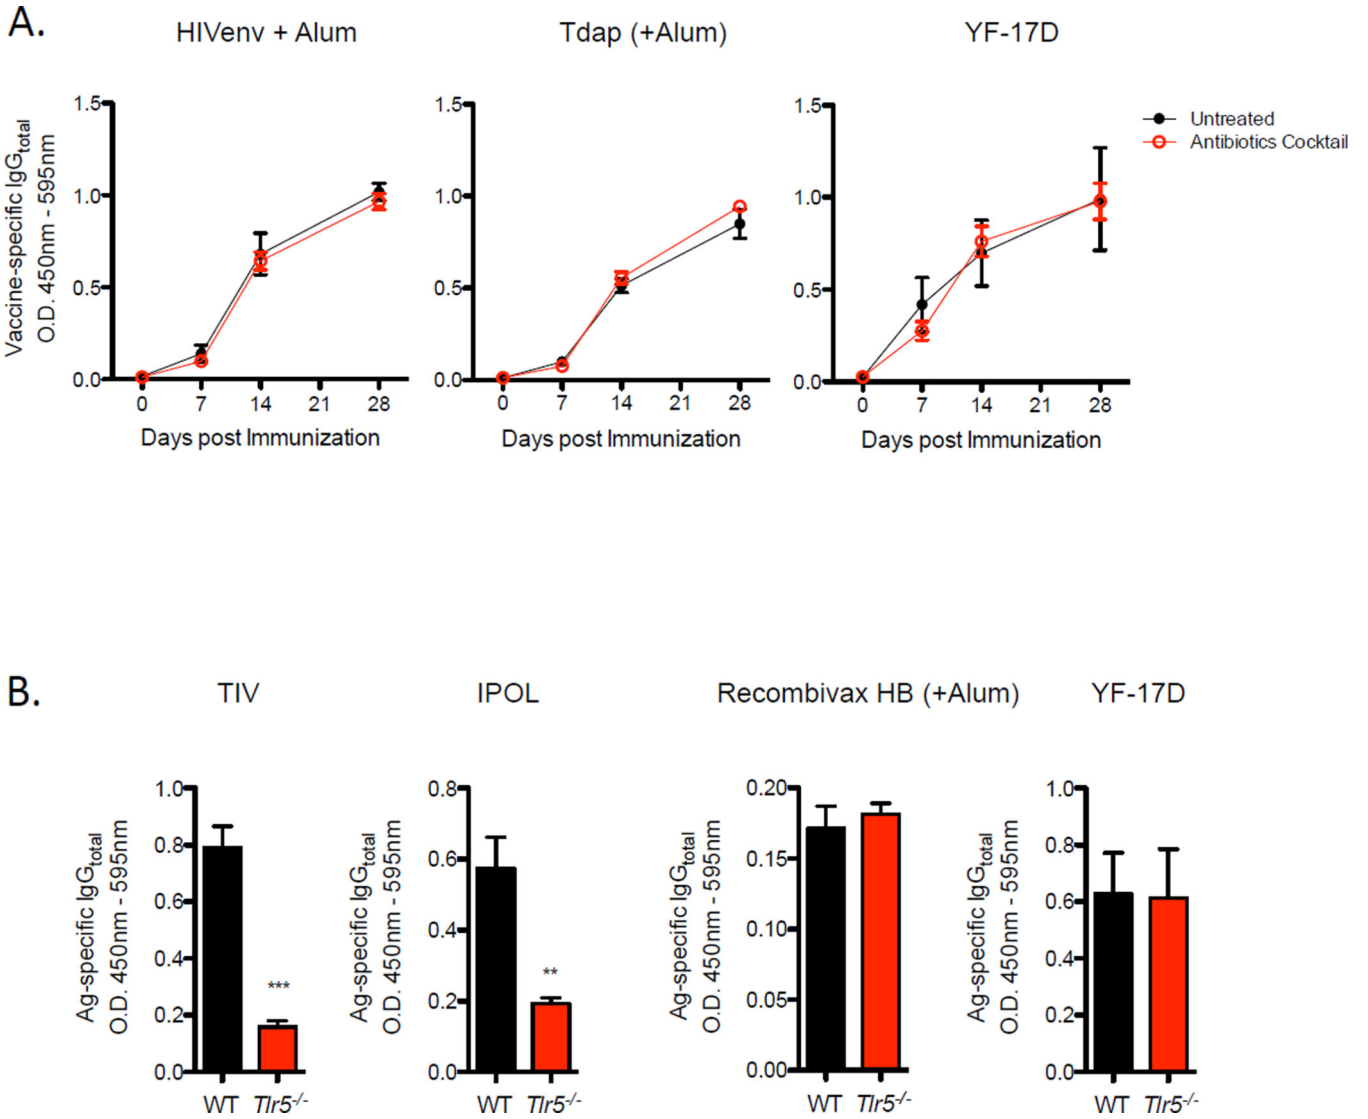 A.
HIVenv + Alum
Tdap (+Alum)
YF-17D
Vaccine-specific IgGtotal
O.D. 450nm - 595nm
1.5
1.0
0.5
0.0
0 7 14 21 28
Days post Immunization
1.5
1.0
0.5
0.0
0 7 14 21 28
Days post Immunization
1.5
1.0
0.5
0.0
0 7 14 21 28
Days post Immunization
Untreated
Antibiotics Cocktail
B.
TIV
IPOL
Recombivax HB (+Alum)
YF-17D
Ag-specific IgGtotal
O.D. 450nm - 595nm
1.0
0.8
0.6
0.4
0.2
0.0
***
WT Tlr5-/-
Ag-specific IgGtotal
O.D. 450nm - 595nm
0.8
0.6
0.4
0.2
0.0
**
WT Tlr5-/-
Ag-specific IgGtotal
O.D. 450nm - 595nm
0.20
0.15
0.10
0.05
0.00
WT Tlr5-/-
Ag-specific IgGtotal
O.D. 450nm - 595nm
1.0
0.8
0.6
0.4
0.2
0.0
WT Tlr5-/-